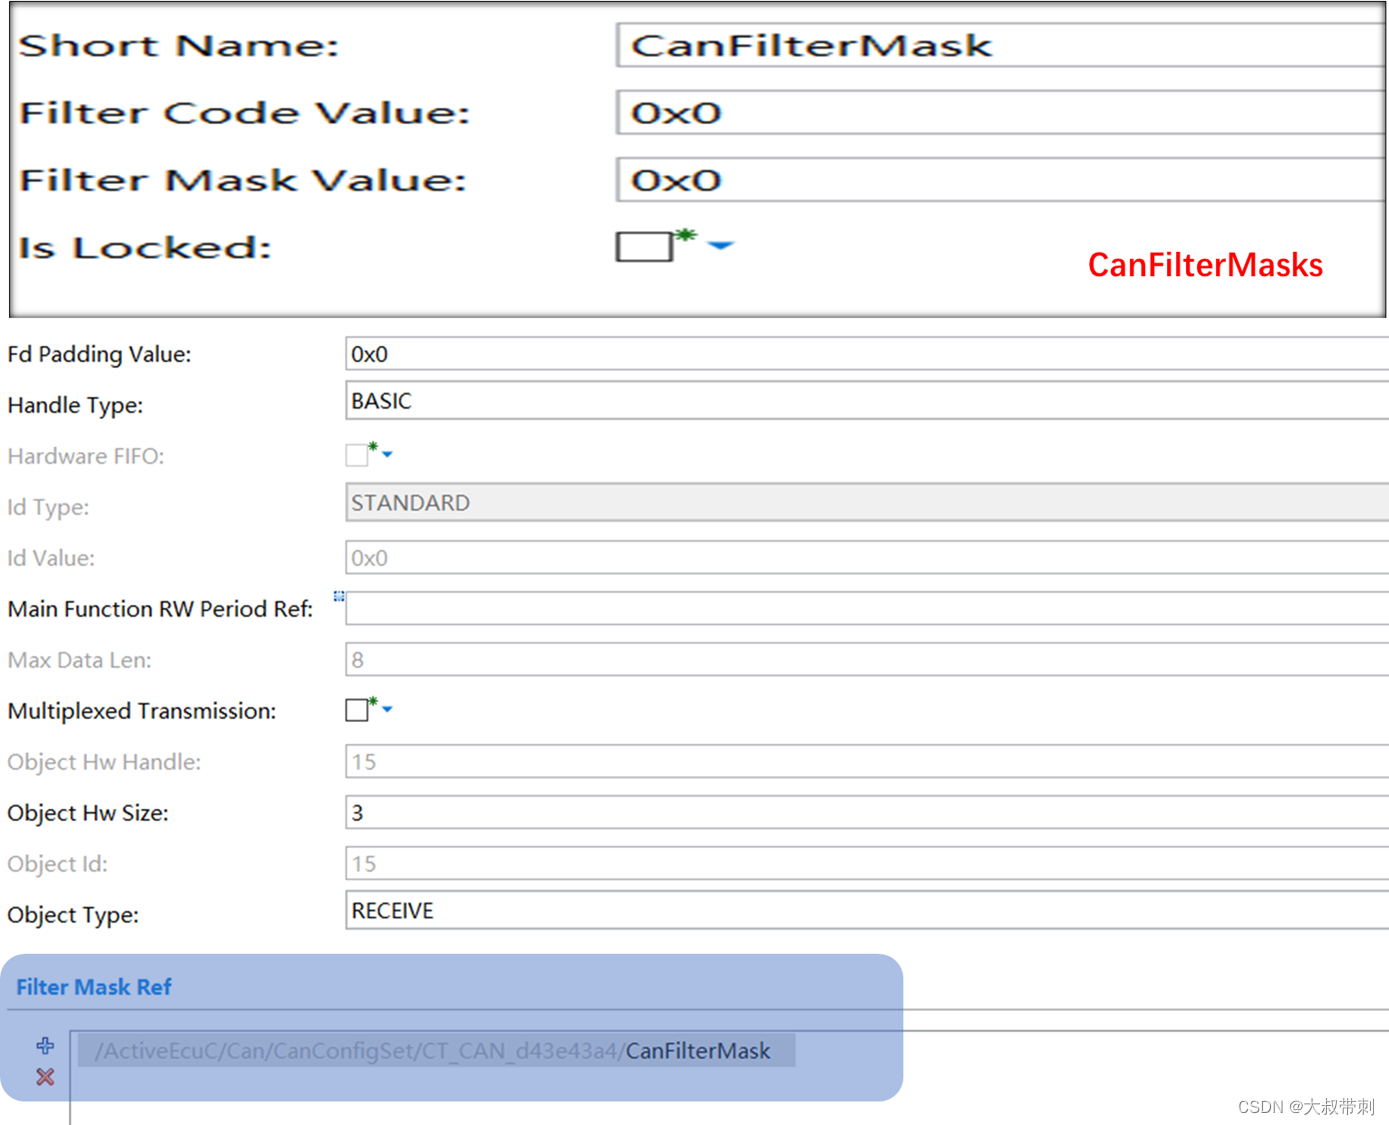 Short Name: CanFilterMask
Filter Code Value: 0x0
Filter Mask Value: 0x0
Is Locked:
CanFilterMasks
Fd Padding Value: 0x0
Handle Type: BASIC
Hardware FIFO:
Id Type: STANDARD
Id Value: 0x0
Main Function RW Period Ref:
Max Data Len: 8
Multiplexed Transmission:
Object Hw Handle: 15
Object Hw Size: 3
Object Id: 15
Object Type: RECEIVE
Filter Mask Ref
/ActiveEcuC/Can/CanConfigSet/CT_CAN_d43e43a4/CanFilterMask
CSDN @大叔带刺